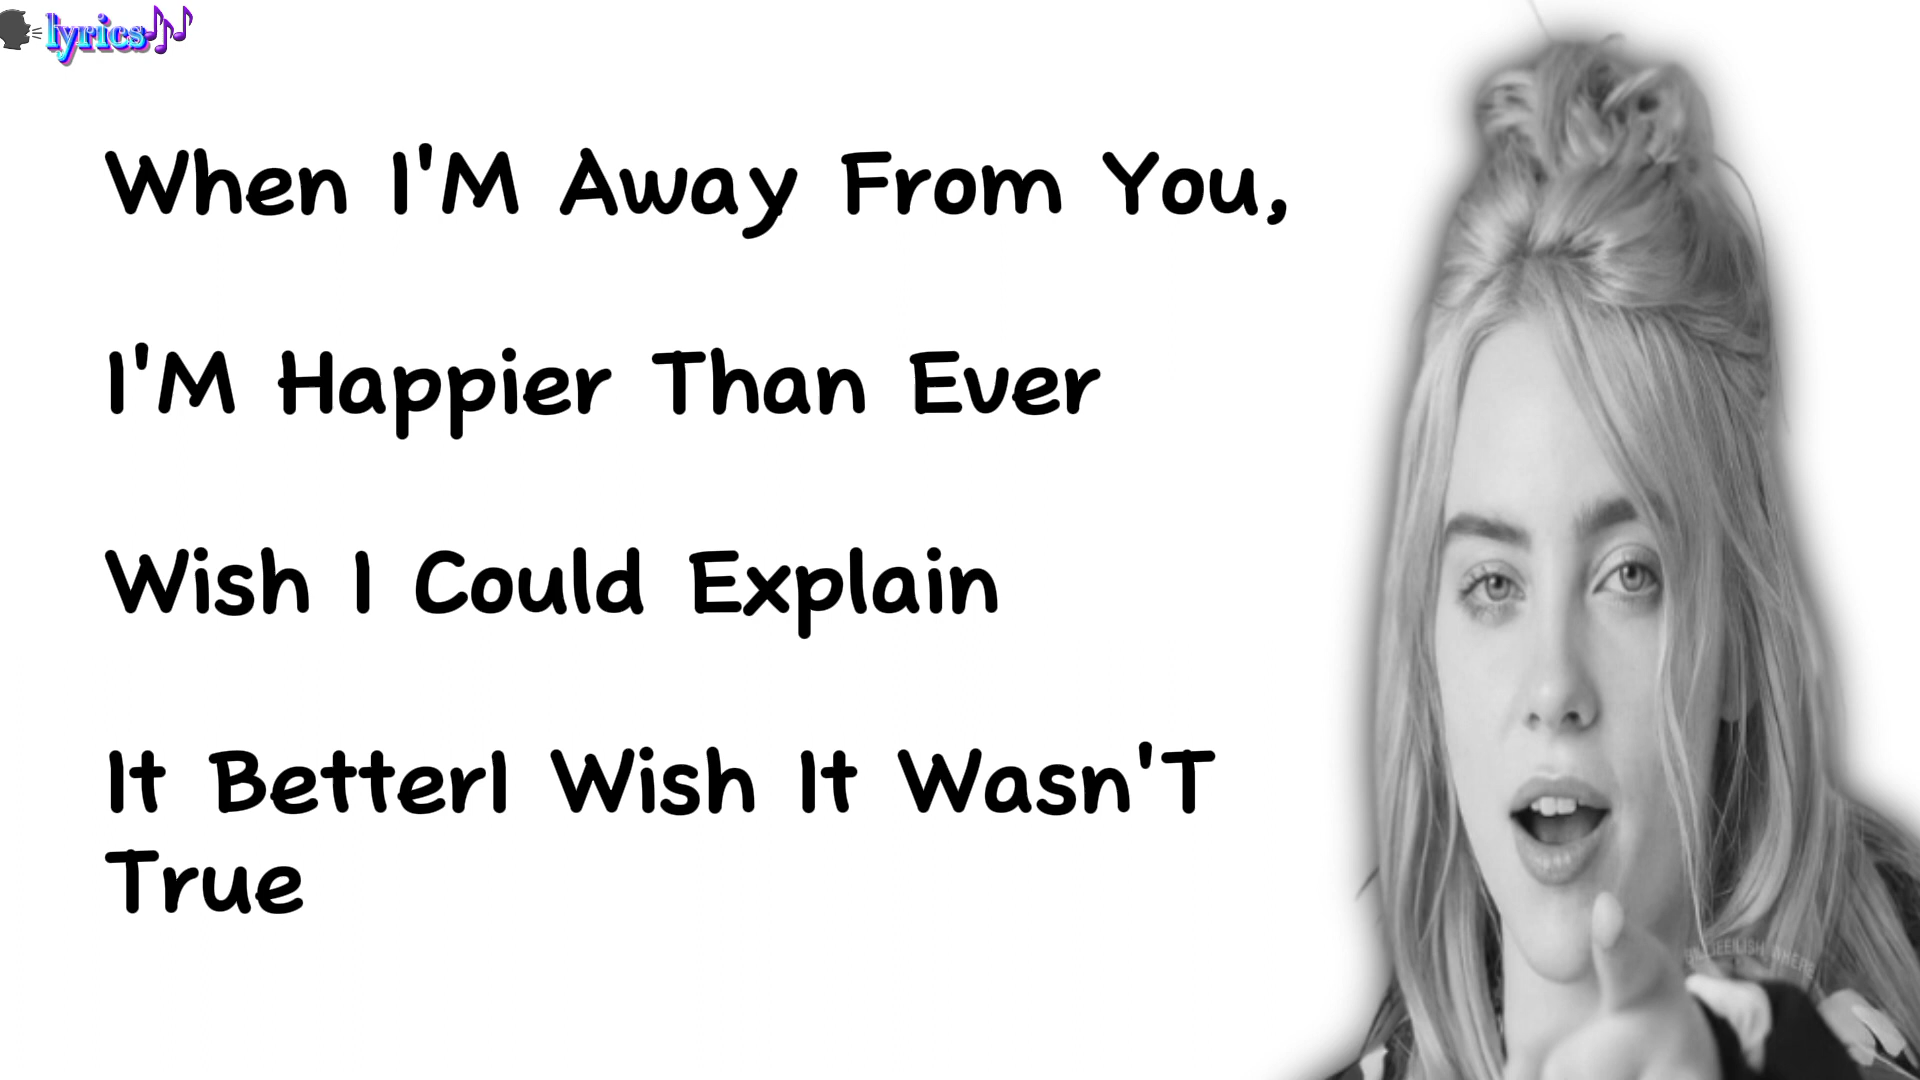 lyrics
When I'M Away From You,
I'M Happier Than Ever
Wish I Could Explain
It BetterI Wish It Wasn'T
True